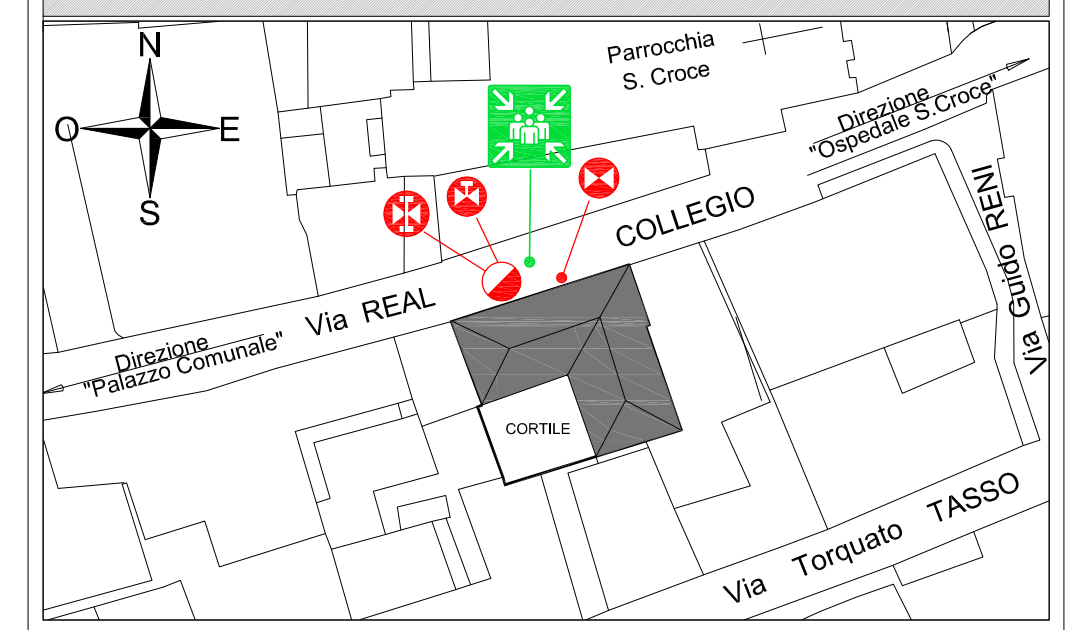 N
O
E
S
Parrocchia
S. Croce
Direzione
"Ospedale S.Croce"
Via REAL COLLEGIO
Via Guido RENI
Direzione
"Palazzo Comunale"
CORTILE
Via Torquato TASSO